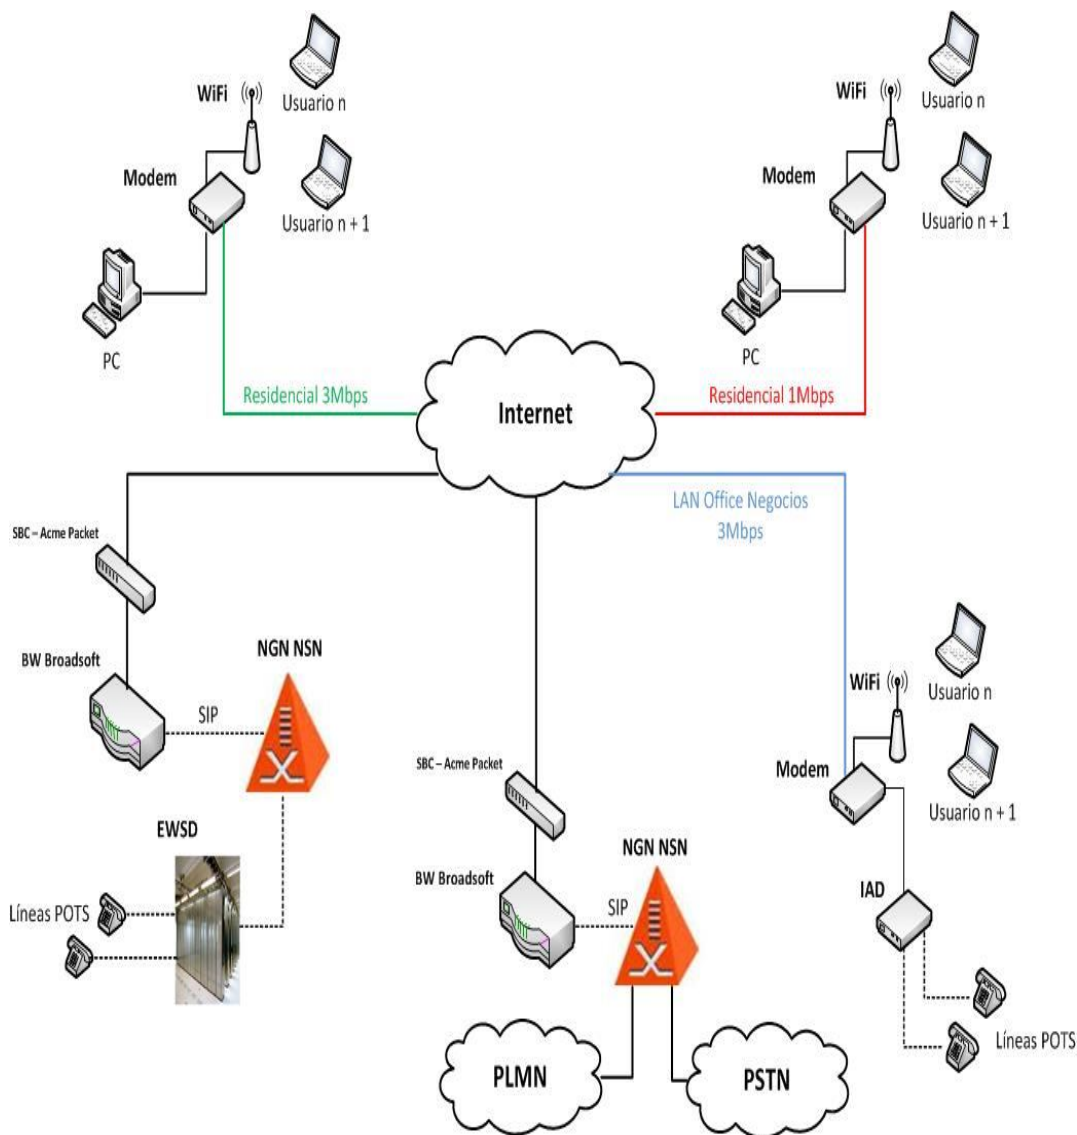 WiFi
Usuario n
Modem
Usuario n + 1
PC
Residencial 3Mbps
WiFi
Usuario n
Modem
Usuario n + 1
PC
Residencial 1Mbps
Internet
LAN Office Negocios
3Mbps
SBC – Acme Packet
BW Broadsoft
NGN NSN
SIP
EWSD
Líneas POTS
SBC – Acme Packet
BW Broadsoft
NGN NSN
SIP
PLMN
PSTN
WiFi
Usuario n
Modem
Usuario n + 1
IAD
Líneas POTS